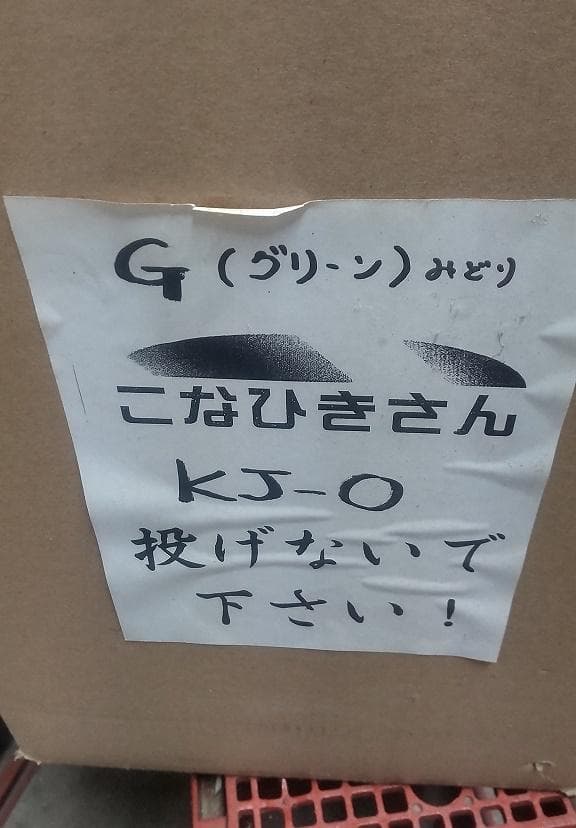 G（グリーン）みどり
こなひきさん
KJ-O
投げないで
下さい！